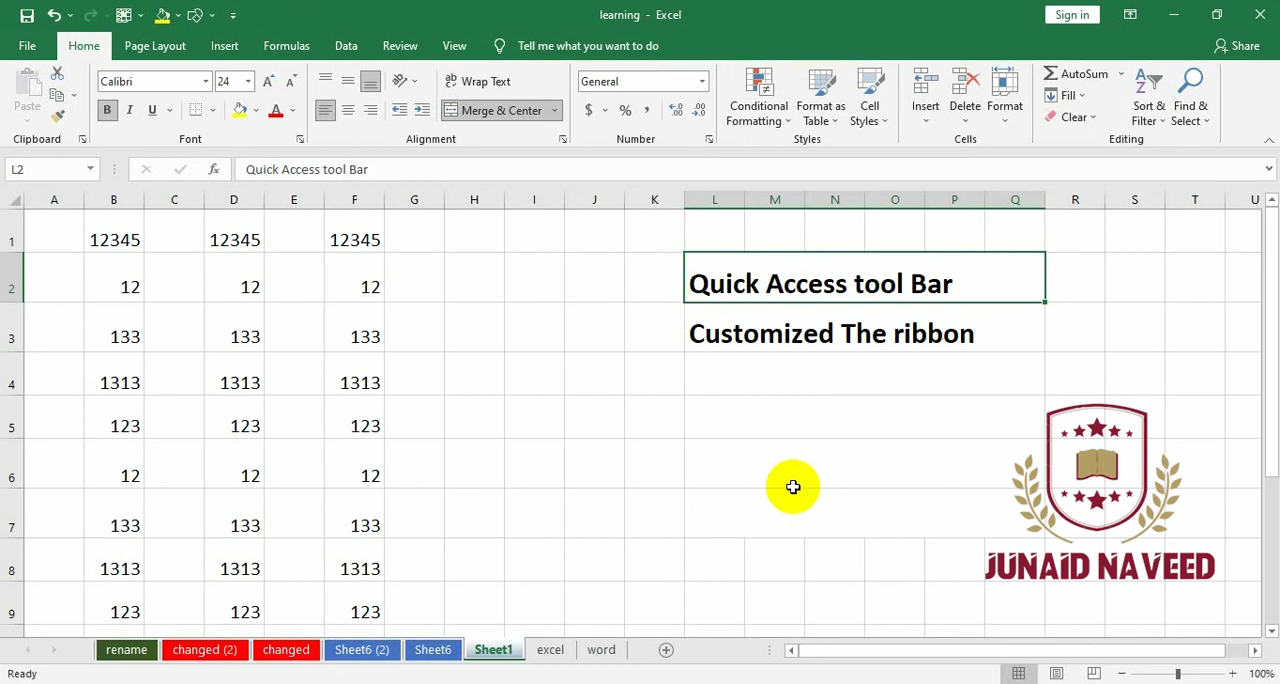 learning - Excel
Sign in
File Home Page Layout Insert Formulas Data Review View Tell me what you want to do Share
Calibri 24 Wrap Text General AutoSum
Paste B I U Merge & Center $ % , Conditional Formatting Format as Table Cell Styles Insert Delete Format Fill Clear Sort & Filter Find & Select
Clipboard Font Alignment Number Styles Cells Editing
L2 fx Quick Access tool Bar
A B C D E F G H I J K L M N O P Q R S T U
1 12345 12345 12345
2 12 12 12 Quick Access tool Bar
3 133 133 133 Customized The ribbon
4 1313 1313 1313
5 123 123 123
6 12 12 12
7 133 133 133
8 1313 1313 1313
JUNAID NAVEED
9 123 123 123
rename changed (2) changed Sheet6 (2) Sheet6 Sheet1 excel word
Ready 100%